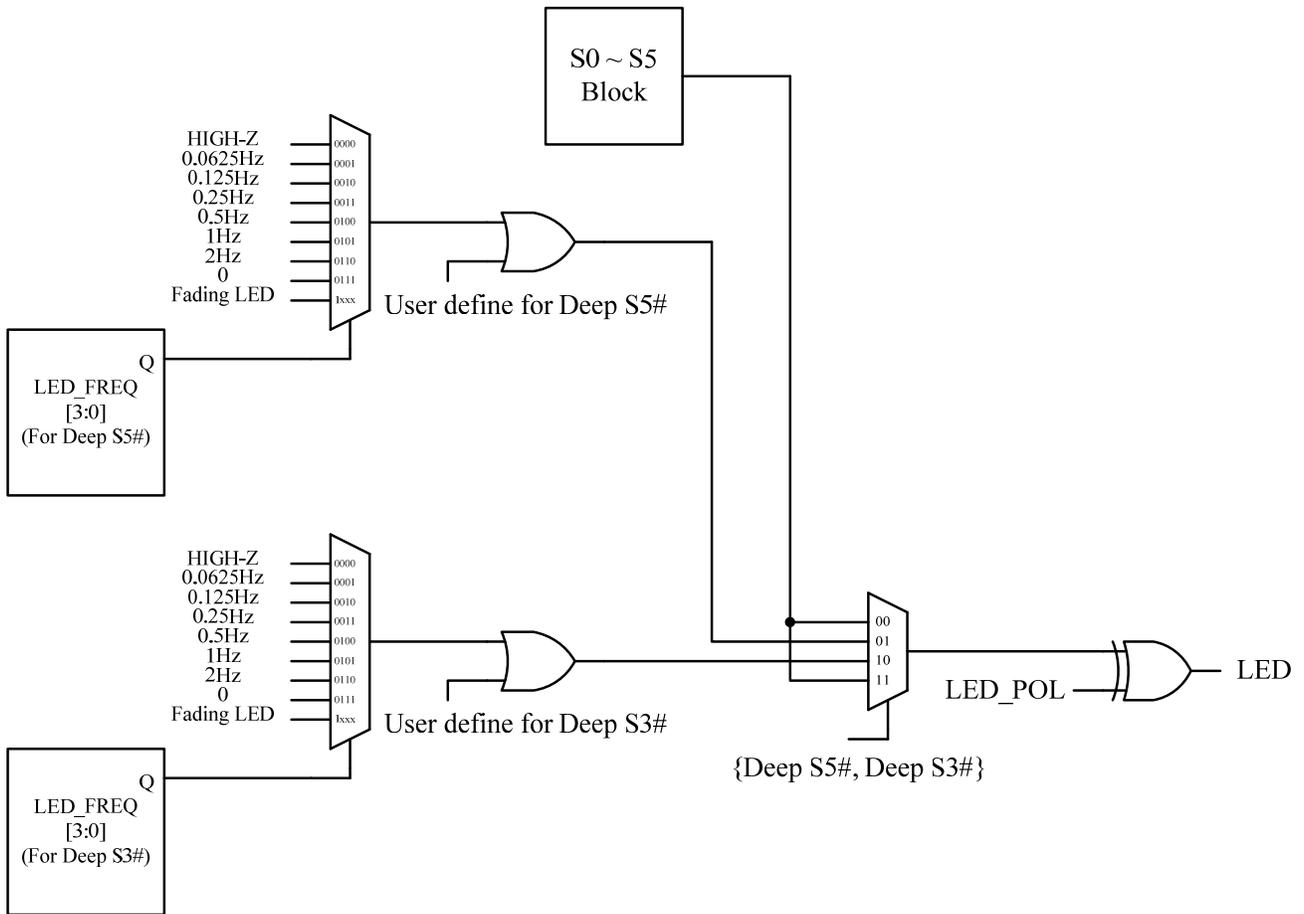 S0 ~ S5
Block
HIGH-Z
0.0625Hz
0.125Hz
0.25Hz
0.5Hz
1Hz
2Hz
0
Fading LED
0000
0001
0010
0011
0100
0101
0110
0111
1xxx
User define for Deep S5#
Q
LED_FREQ
[3:0]
(For Deep S5#)
HIGH-Z
0.0625Hz
0.125Hz
0.25Hz
0.5Hz
1Hz
2Hz
0
Fading LED
0000
0001
0010
0011
0100
0101
0110
0111
1xxx
User define for Deep S3#
Q
LED_FREQ
[3:0]
(For Deep S3#)
00
01
10
11
{Deep S5#, Deep S3#}
LED_POL
LED